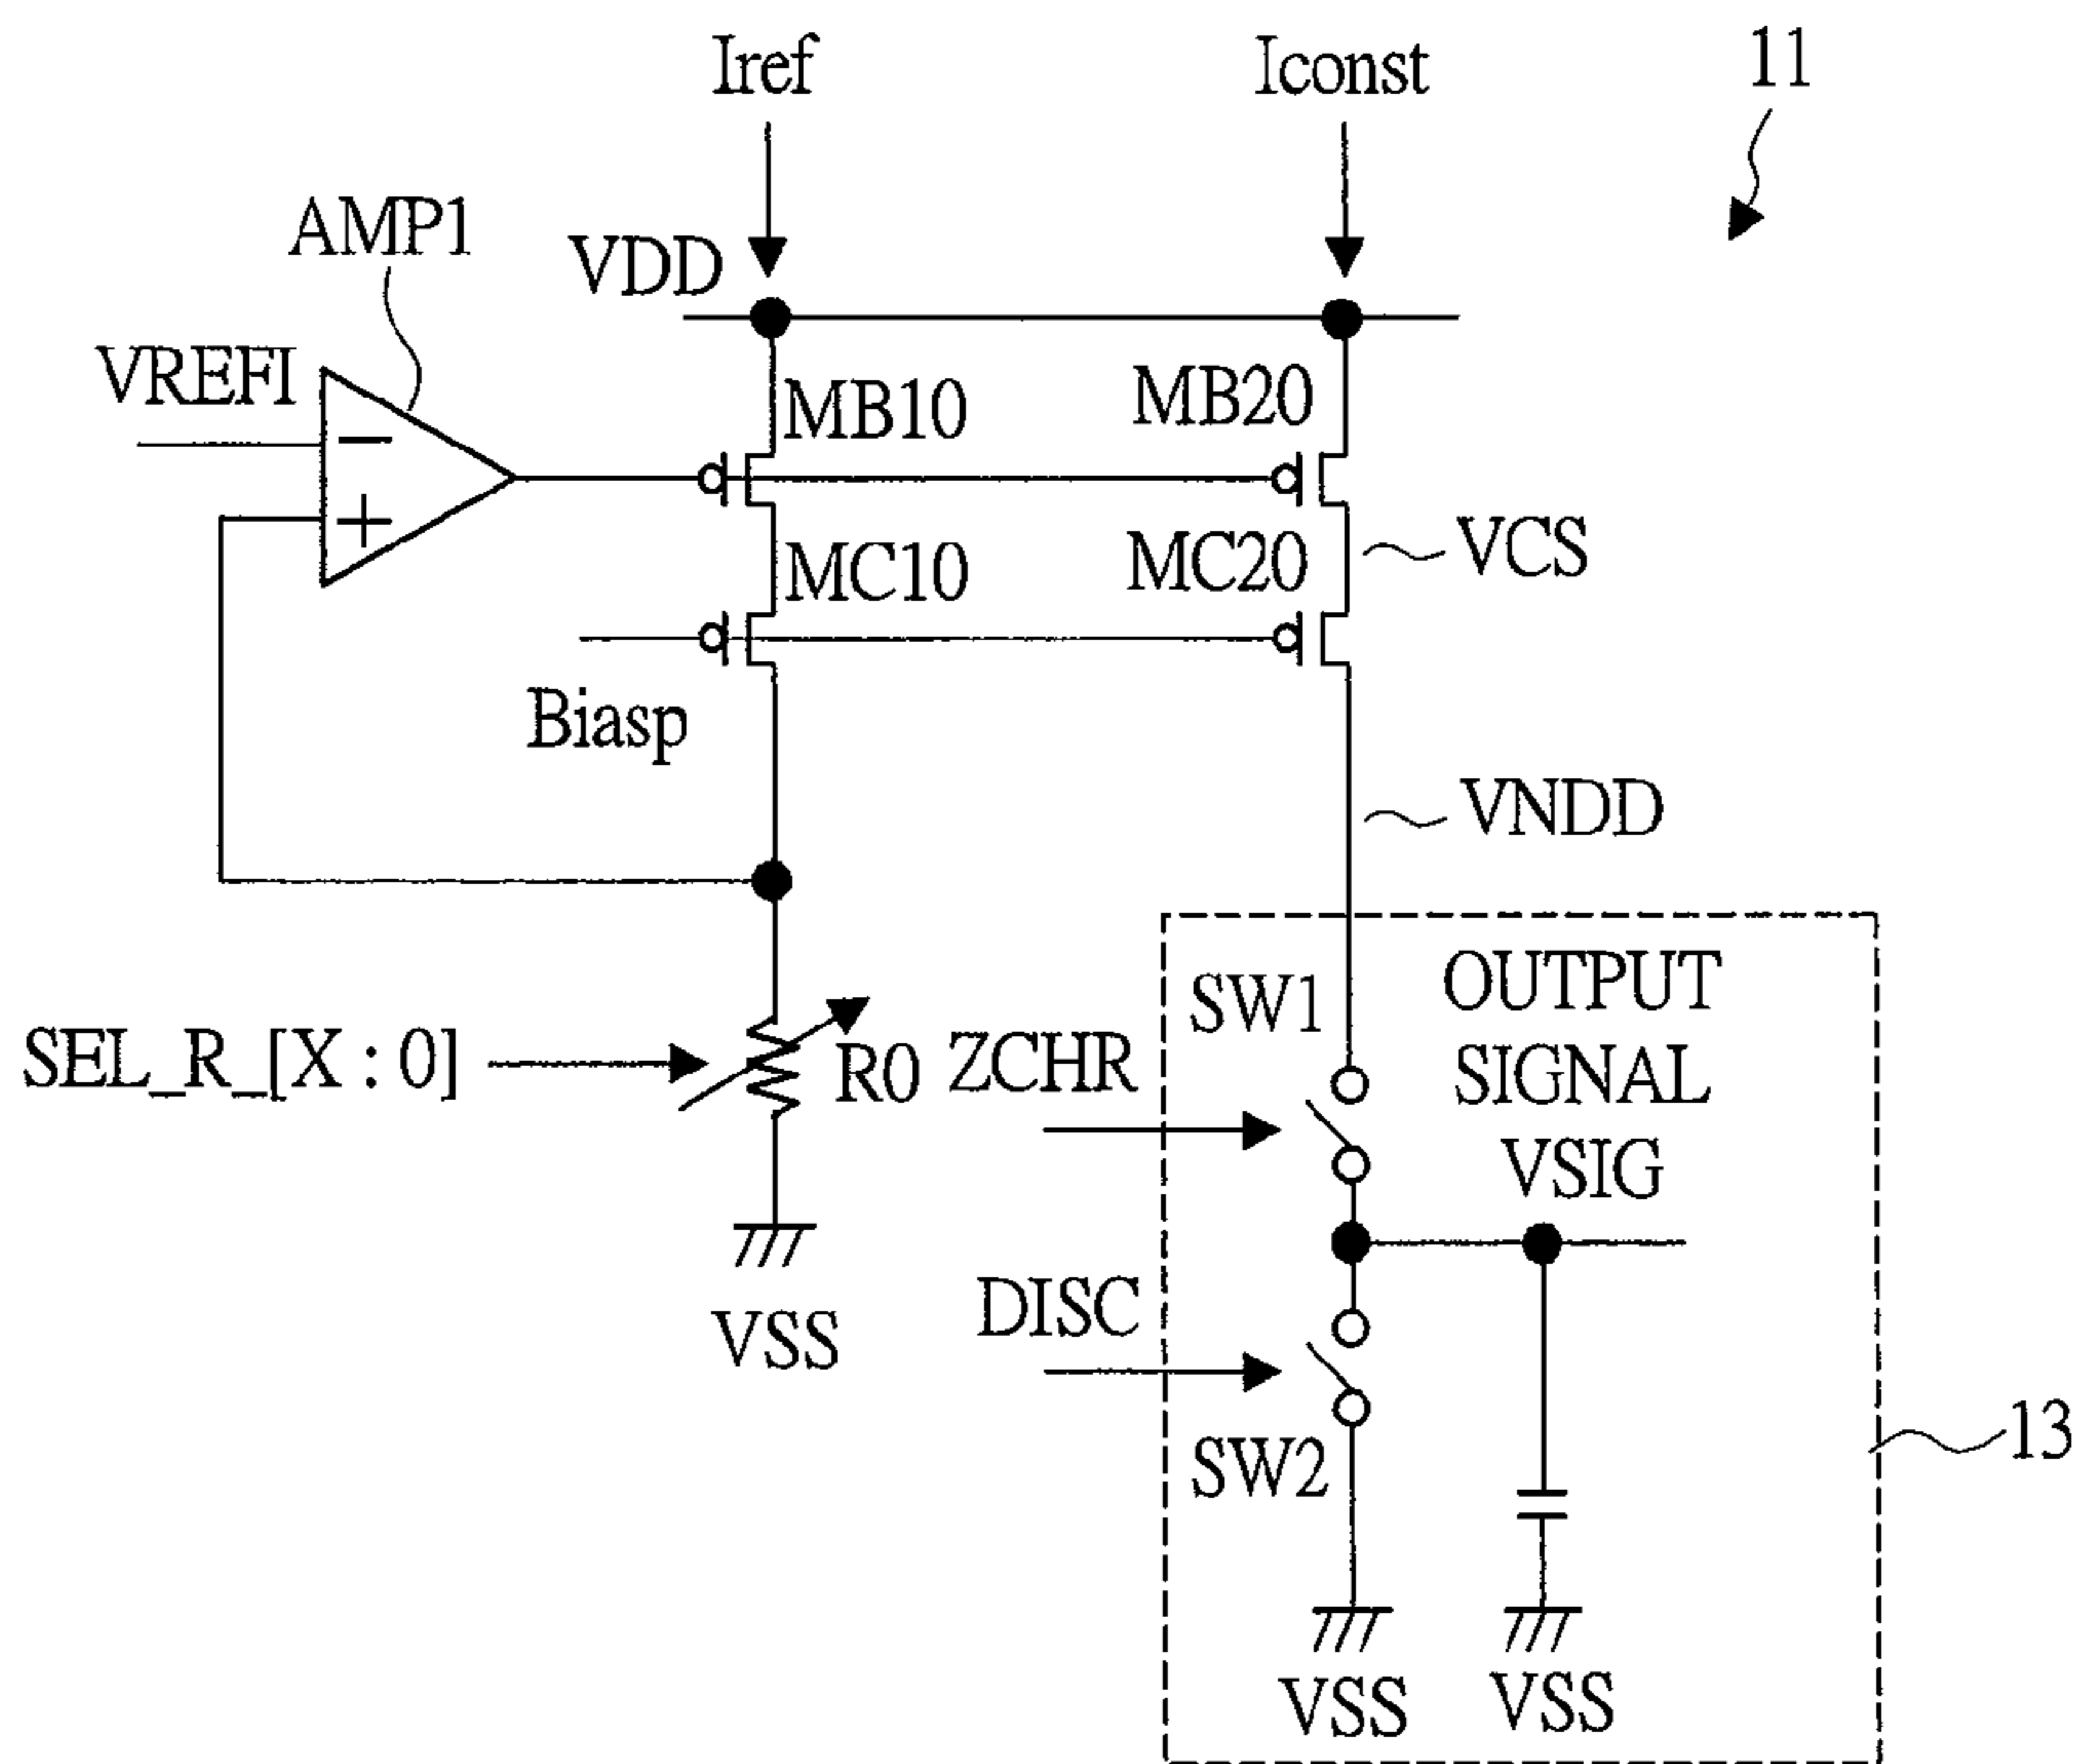 Iref
Iconst
11
AMP1
VDD
VREFI
MB10
MB20
−
+
MC10
MC20
VCS
Biasp
VNDD
SW1
OUTPUT
SIGNAL
VSIG
SEL_R_[X : 0]
R0
ZCHR
VSS
DISC
SW2
13
VSS
VSS